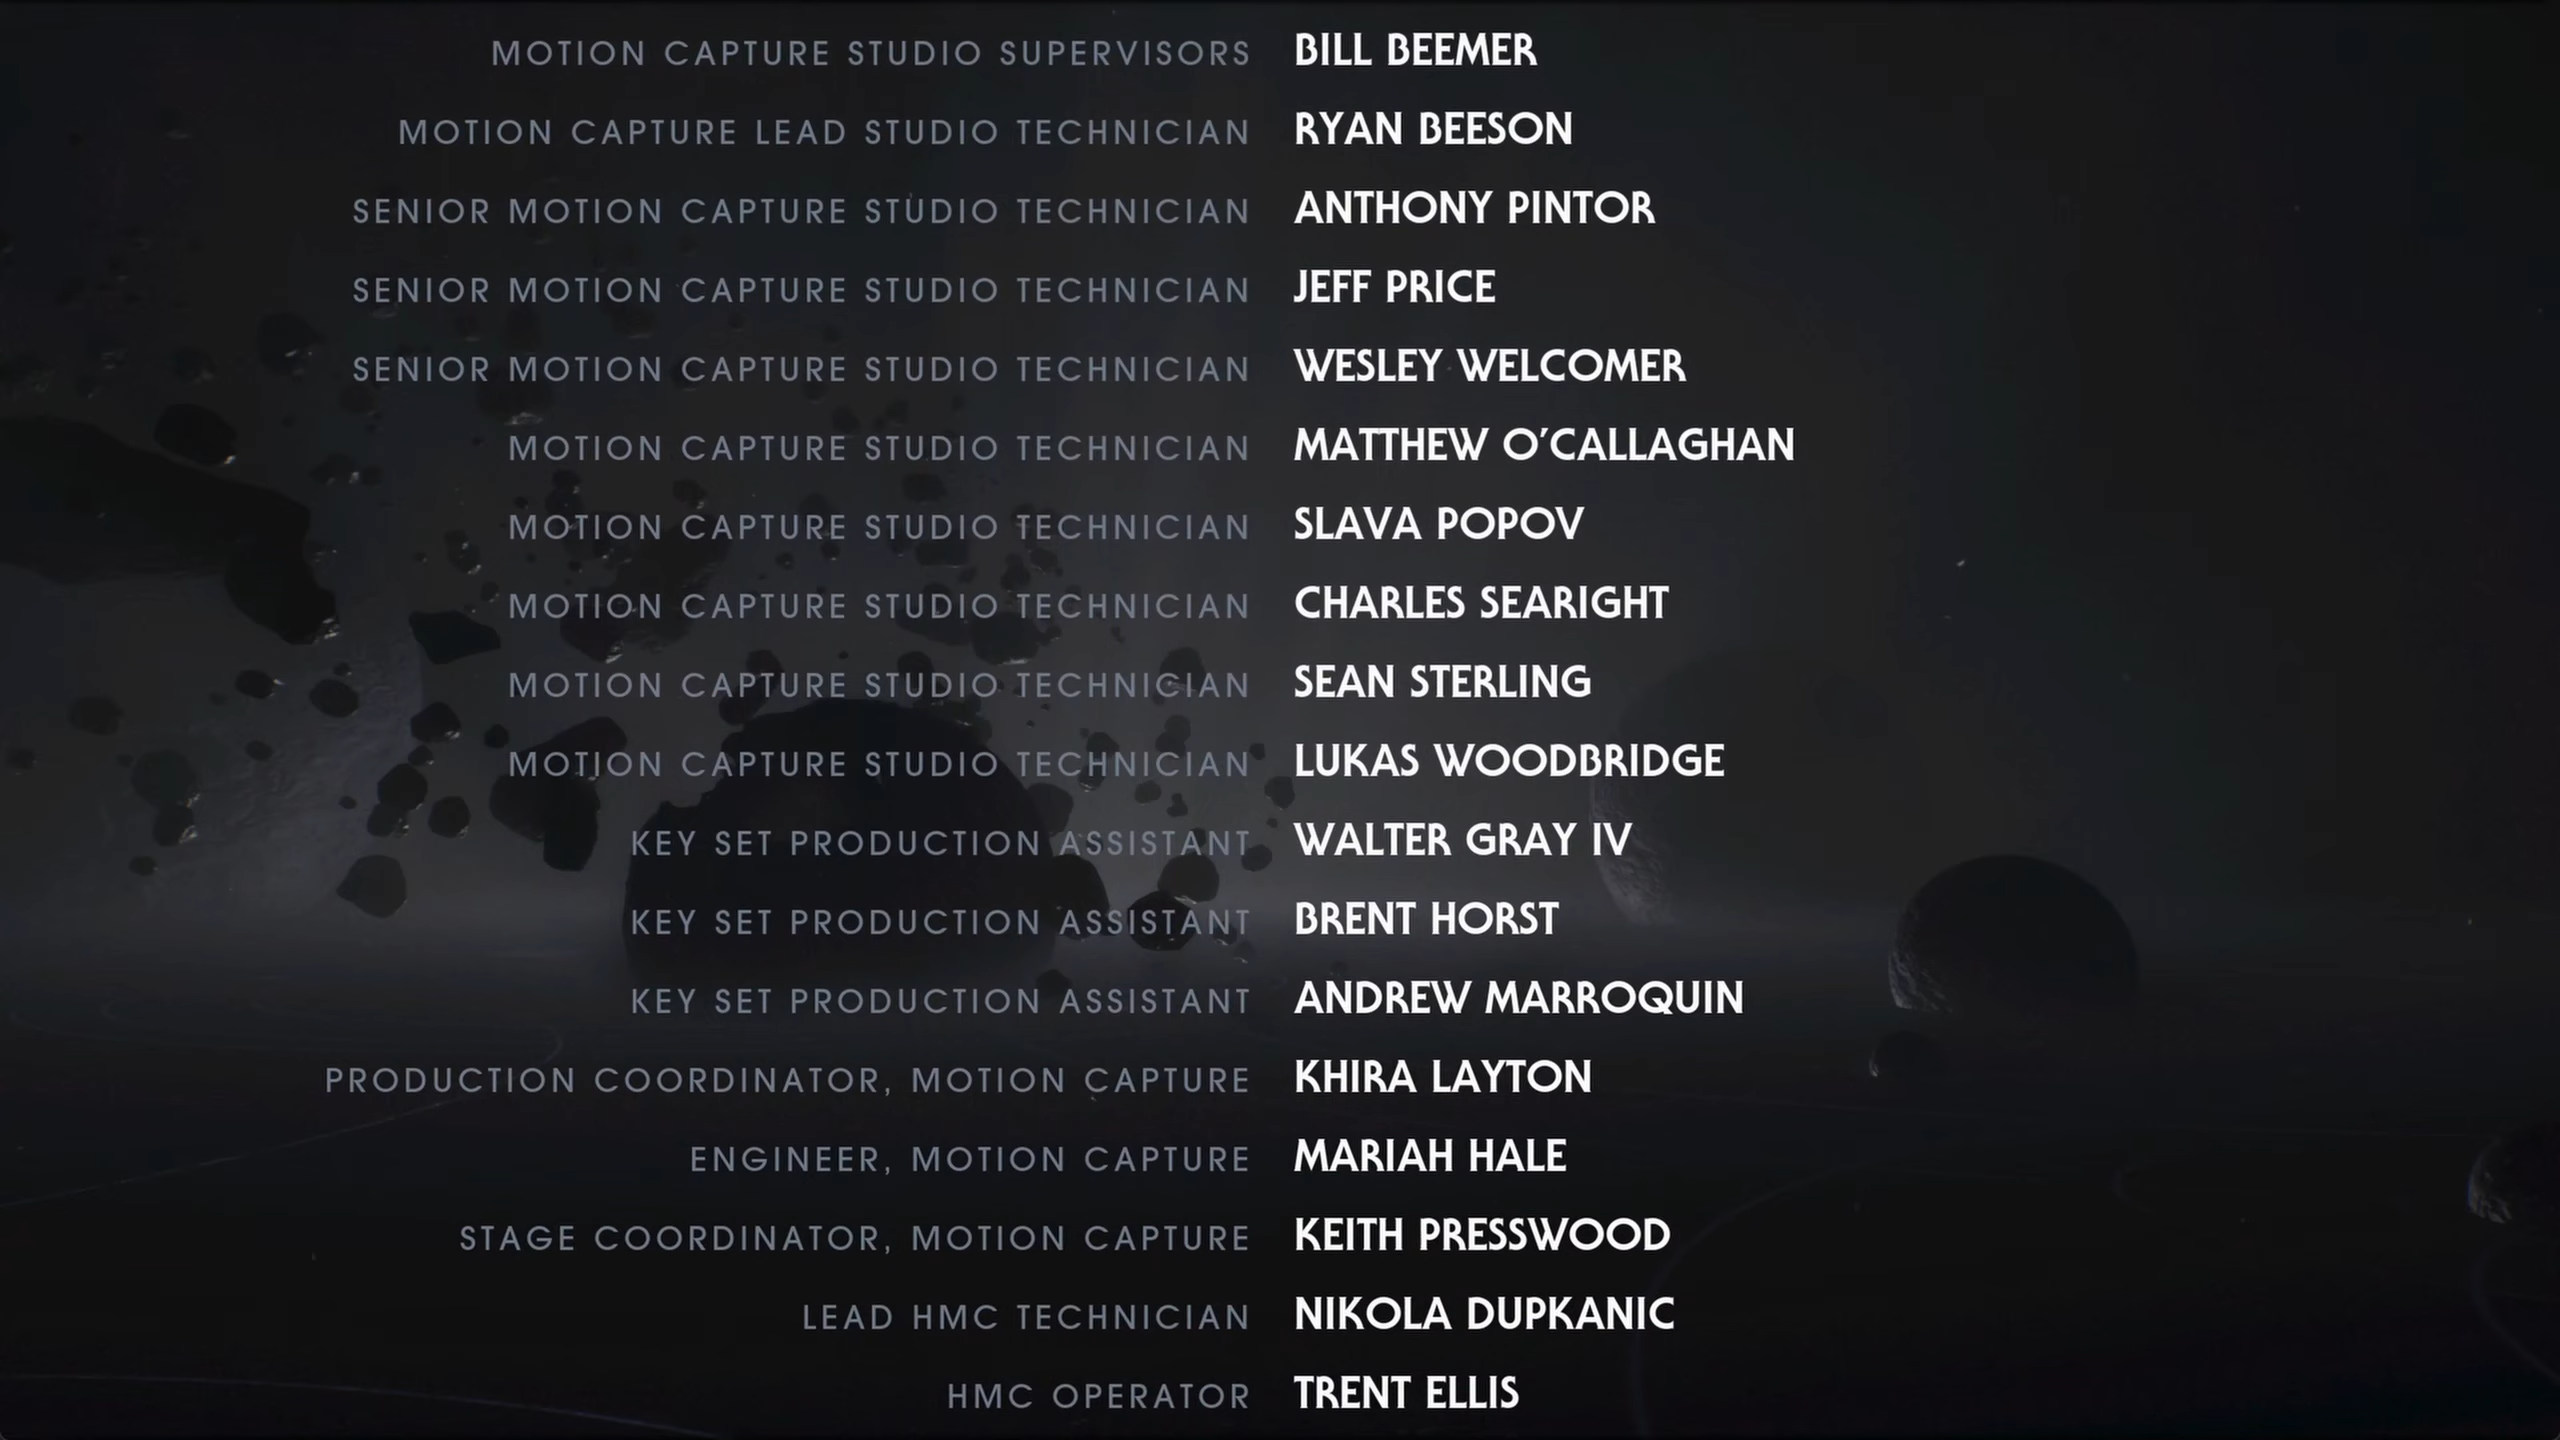 MOTION CAPTURE STUDIO SUPERVISORS BILL BEEMER
MOTION CAPTURE LEAD STUDIO TECHNICIAN RYAN BEESON
SENIOR MOTION CAPTURE STUDIO TECHNICIAN ANTHONY PINTOR
SENIOR MOTION CAPTURE STUDIO TECHNICIAN JEFF PRICE
SENIOR MOTION CAPTURE STUDIO TECHNICIAN WESLEY WELCOMER
MOTION CAPTURE STUDIO TECHNICIAN MATTHEW O'CALLAGHAN
MOTION CAPTURE STUDIO TECHNICIAN SLAVA POPOV
MOTION CAPTURE STUDIO TECHNICIAN CHARLES SEARIGHT
MOTION CAPTURE STUDIO TECHNICIAN SEAN STERLING
MOTION CAPTURE STUDIO TECHNICIAN LUKAS WOODBRIDGE
KEY SET PRODUCTION ASSISTANT WALTER GRAY IV
KEY SET PRODUCTION ASSISTANT BRENT HORST
KEY SET PRODUCTION ASSISTANT ANDREW MARROQUIN
PRODUCTION COORDINATOR, MOTION CAPTURE KHIRA LAYTON
ENGINEER, MOTION CAPTURE MARIAH HALE
STAGE COORDINATOR, MOTION CAPTURE KEITH PRESSWOOD
LEAD HMC TECHNICIAN NIKOLA DUPKANIC
HMC OPERATOR TRENT ELLIS